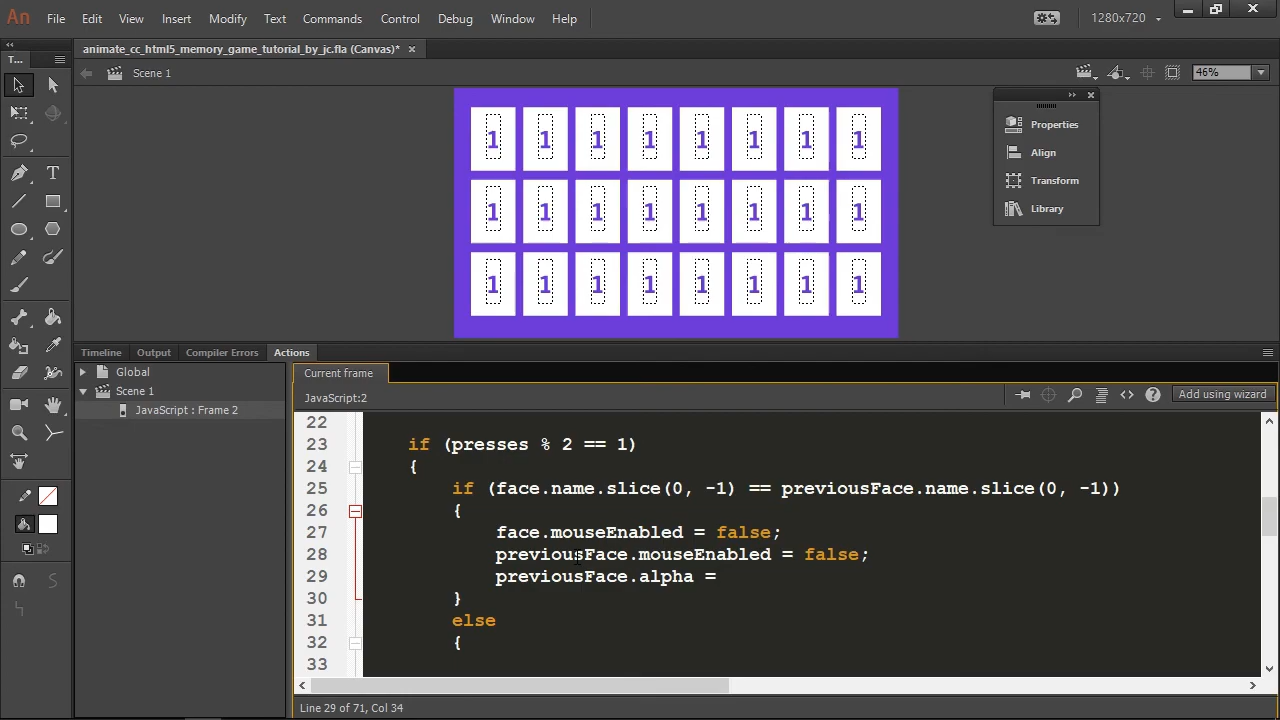 An File Edit View Insert Modify Text Commands Control Debug Window Help 1280x720
animate_cc_html5_memory_game_tutorial_by_jc.fla (Canvas)* ×
T...
Scene 1 46%
Properties
Align
Transform
Library
1 1 1 1 1 1 1 1
1 1 1 1 1 1 1 1
1 1 1 1 1 1 1 1
Timeline Output Compiler Errors Actions
Global
Scene 1
JavaScript : Frame 2
Current frame
JavaScript:2 Add using wizard
22
23 if (presses % 2 == 1)
24 {
25 if (face.name.slice(0, -1) == previousFace.name.slice(0, -1))
26 {
27 face.mouseEnabled = false;
28 previousFace.mouseEnabled = false;
29 previousFace.alpha =
30 }
31 else
32 {
33
Line 29 of 71, Col 34